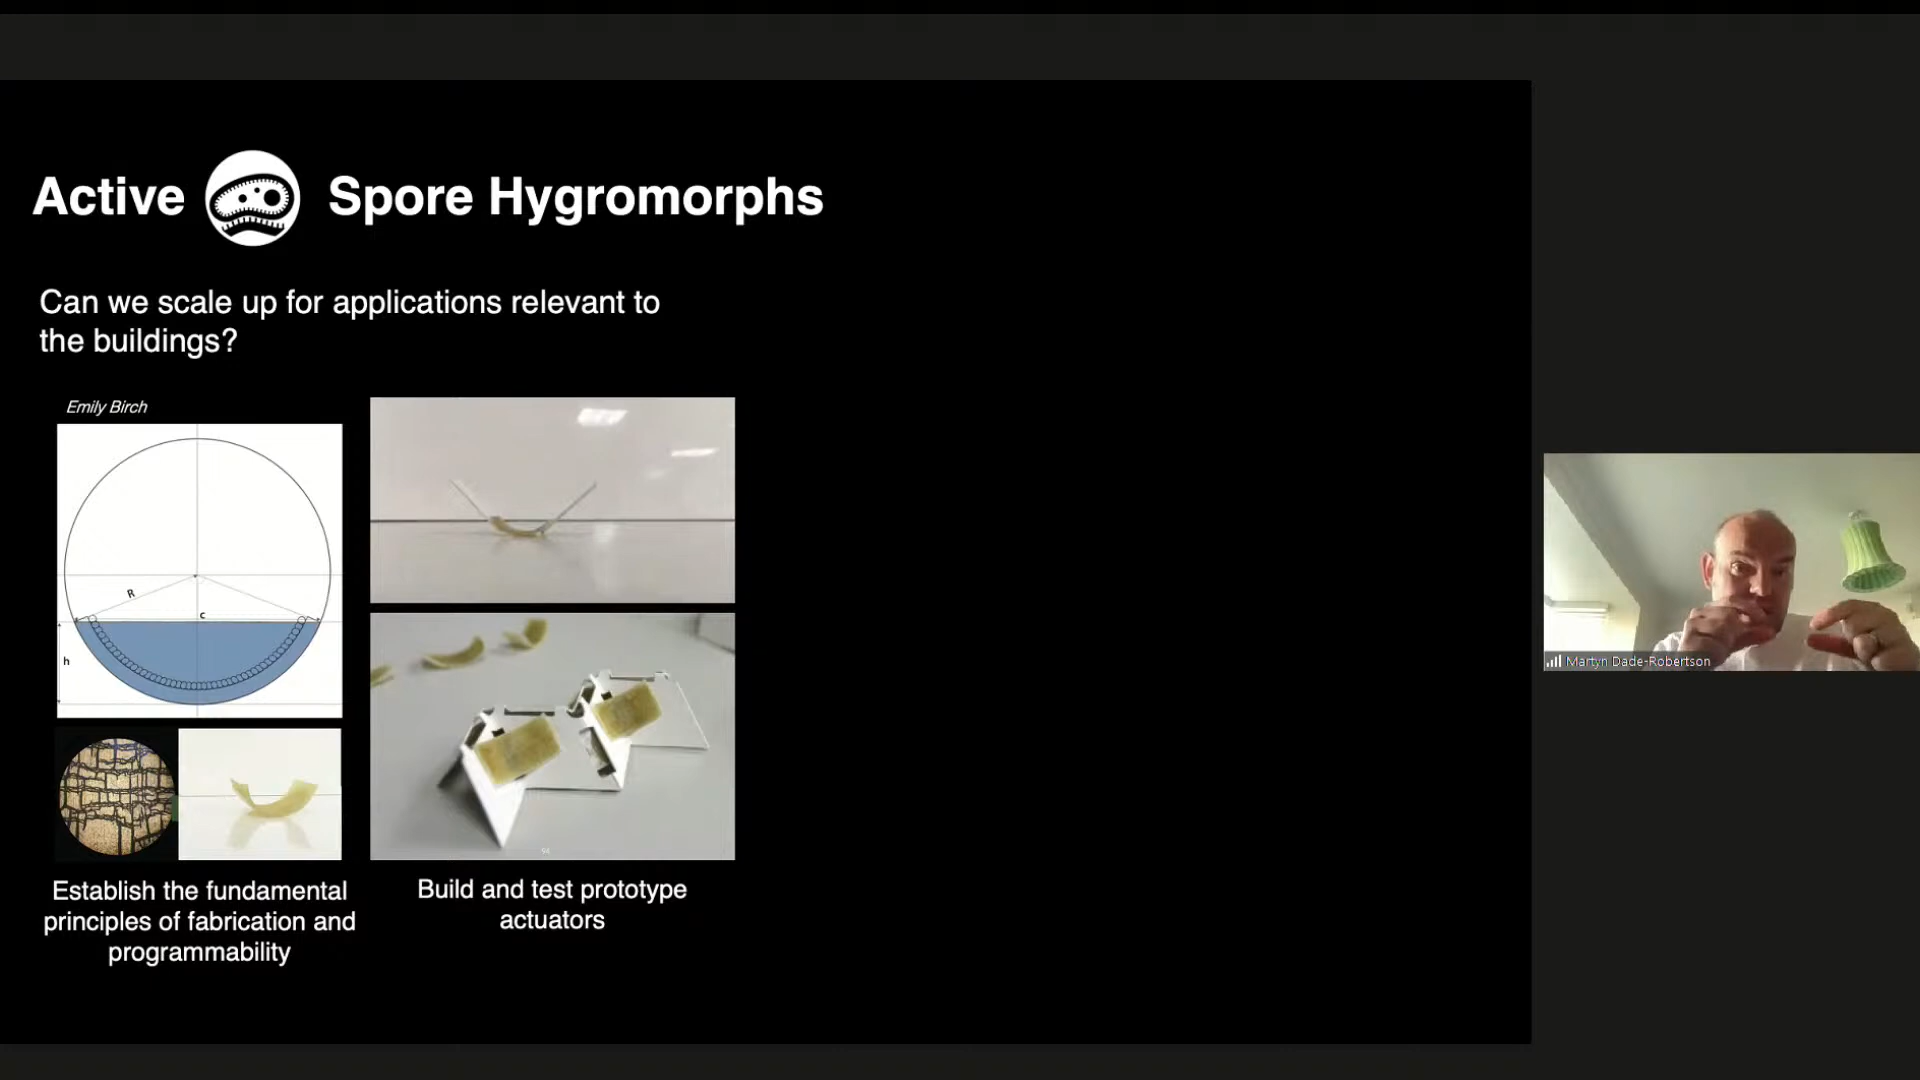 Active Spore Hygromorphs
Can we scale up for applications relevant to
the buildings?
Emily Birch
R
c
h
Establish the fundamental
principles of fabrication and
programmability
Build and test prototype
actuators
Martyn Dade-Robertson